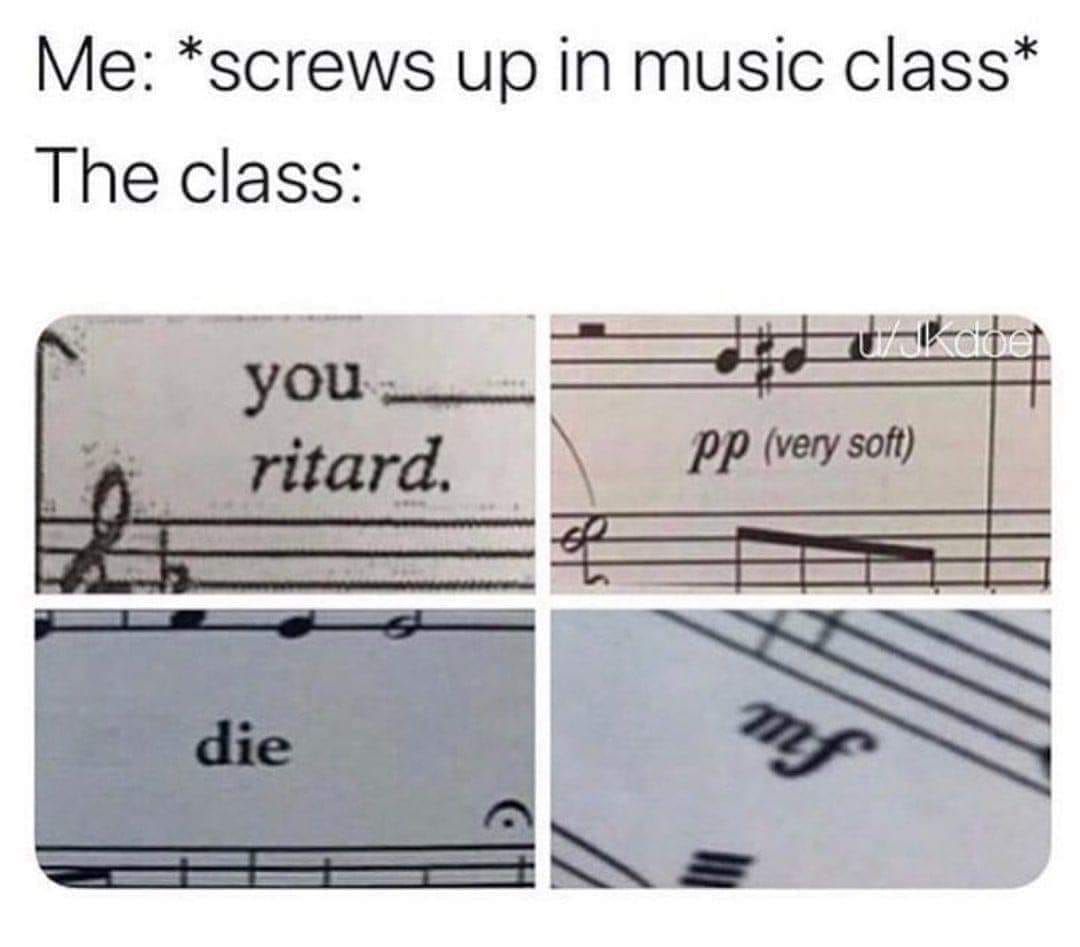 Me: *screws up in music class*
The class:
you
ritard.
u/JKdoe
pp (very soft)
die
mf